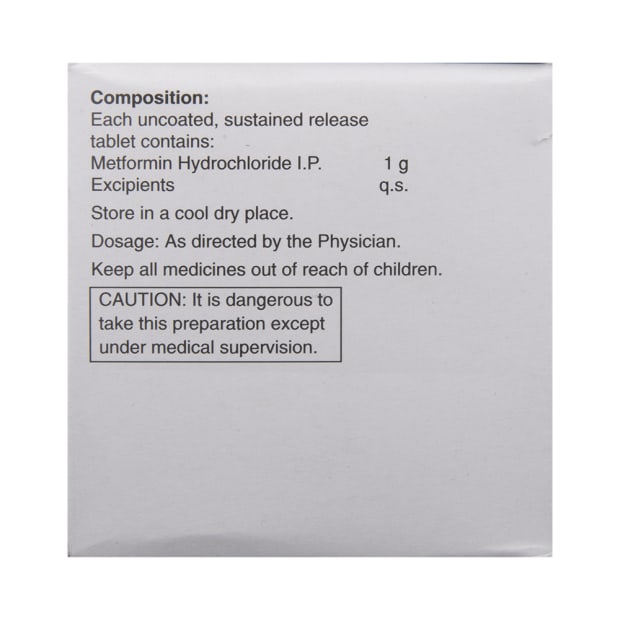 Composition:
Each uncoated, sustained release
tablet contains:
Metformin Hydrochloride I.P. 1 g
Excipients q.s.
Store in a cool dry place.
Dosage: As directed by the Physician.
Keep all medicines out of reach of children.
CAUTION: It is dangerous to
take this preparation except
under medical supervision.